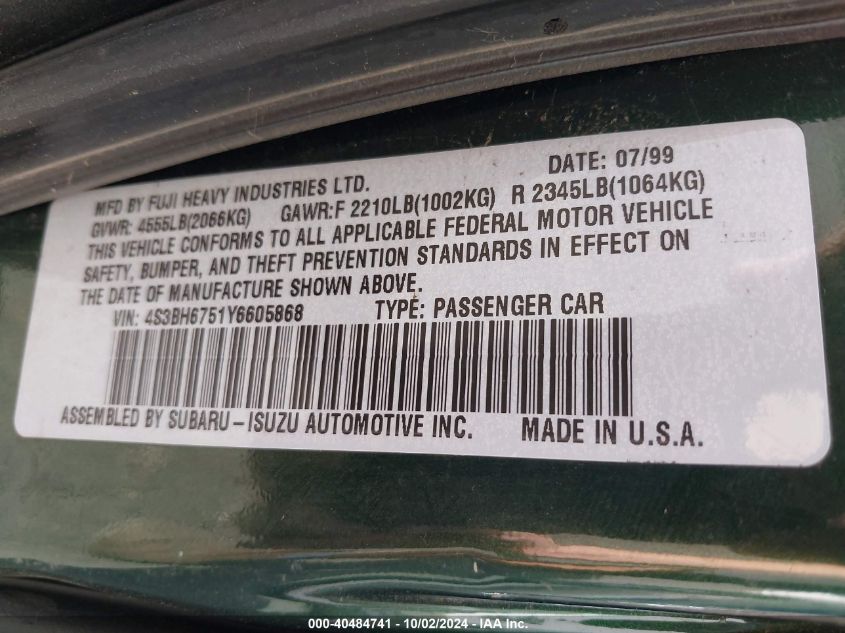 DATE: 07/99
MFD BY FUJI HEAVY INDUSTRIES LTD.
GVWR: 4555LB(2066KG) GAWR:F 2210LB(1002KG) R 2345LB(1064KG)
THIS VEHICLE CONFORMS TO ALL APPLICABLE FEDERAL MOTOR VEHICLE
SAFETY, BUMPER, AND THEFT PREVENTION STANDARDS IN EFFECT ON
THE DATE OF MANUFACTURE SHOWN ABOVE.
VIN: 4S3BH6751Y6605868 TYPE: PASSENGER CAR
ASSEMBLED BY SUBARU-ISUZU AUTOMOTIVE INC. MADE IN U.S.A.
000-40484741 - 10/02/2024 - IAA Inc.